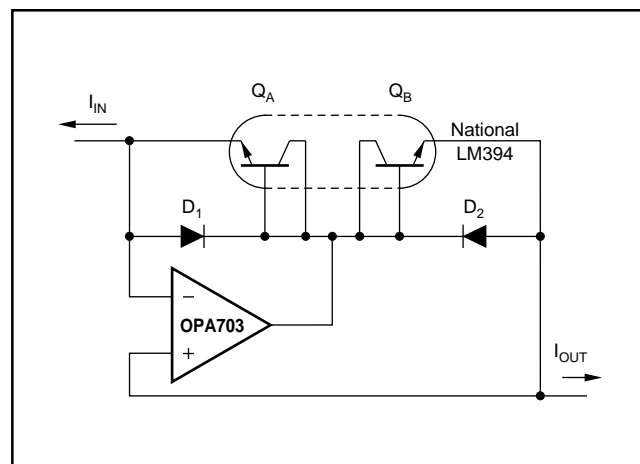 I_IN
Q_A
Q_B
National
LM394
D_1
D_2
−
OPA703
+
I_OUT